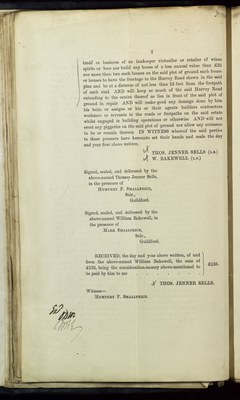 2
trade or business of an innkeeper victualler or retailer of wines
spirits or beer nor build any house of a less annual value than £35
nor more than two such houses on the said plot of ground such house
or houses to have the frontage to the Harvey Road shown in the said
plan and be at a distance of not less than 12 feet from the footpath
of such road AND will keep so much of the said Harvey Road
extending to the centre thereof as lies in front of the said plot of
ground in repair AND will make good any damage done by him
his heirs or assigns or his or their agents builders contractors
workmen or servants to the roads or footpaths on the said estate
whilst engaged in building operations or otherwise AND will not
erect any piggeries on the said plot of ground nor allow any nuisance
to be or remain thereon IN WITNESS whereof the said parties
to these presents have hereunto set their hands and seals the day
and year first above written.
THOS. JENNER SELLS (L.S.)
W. BAKEWELL (L.S.)
Signed, sealed, and delivered by the
above-named Thomas Jenner Sells,
in the presence of
HUMPHRY P. SMALLPEICE,
Solr.,
Guildford.
Signed, sealed, and delivered by the
above-named William Bakewell, in
the presence of
MARK SMALLPEICE,
Solr.,
Guildford.
RECEIVED, the day and year above written, of and
from the above-named William Bakewell, the sum of
£135, being the consideration-money above-mentioned to
be paid by him to me
£135.
THOS. JENNER SELLS.
Witness—
HUMPHRY P. SMALLPEICE.